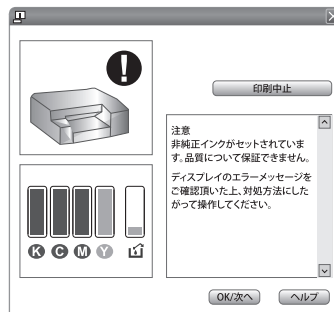 印刷中止
注意
非純正インクがセットされていま
す。品質について保証できません。
ディスプレイのエラーメッセージを
ご確認頂いた上、対処方法にした
がって操作してください。
K C M Y
OK/次へ ヘルプ